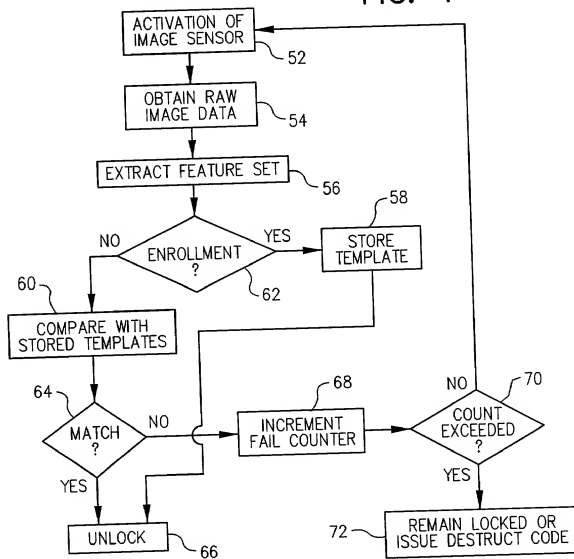 ACTIVATION OF
IMAGE SENSOR
52
OBTAIN RAW
IMAGE DATA
54
EXTRACT FEATURE SET
56
ENROLLMENT
?
62
NO
YES
58
STORE
TEMPLATE
60
COMPARE WITH
STORED TEMPLATES
64
MATCH
?
NO
YES
68
INCREMENT
FAIL COUNTER
70
COUNT
EXCEEDED
?
NO
YES
UNLOCK
66
72
REMAIN LOCKED OR
ISSUE DESTRUCT CODE